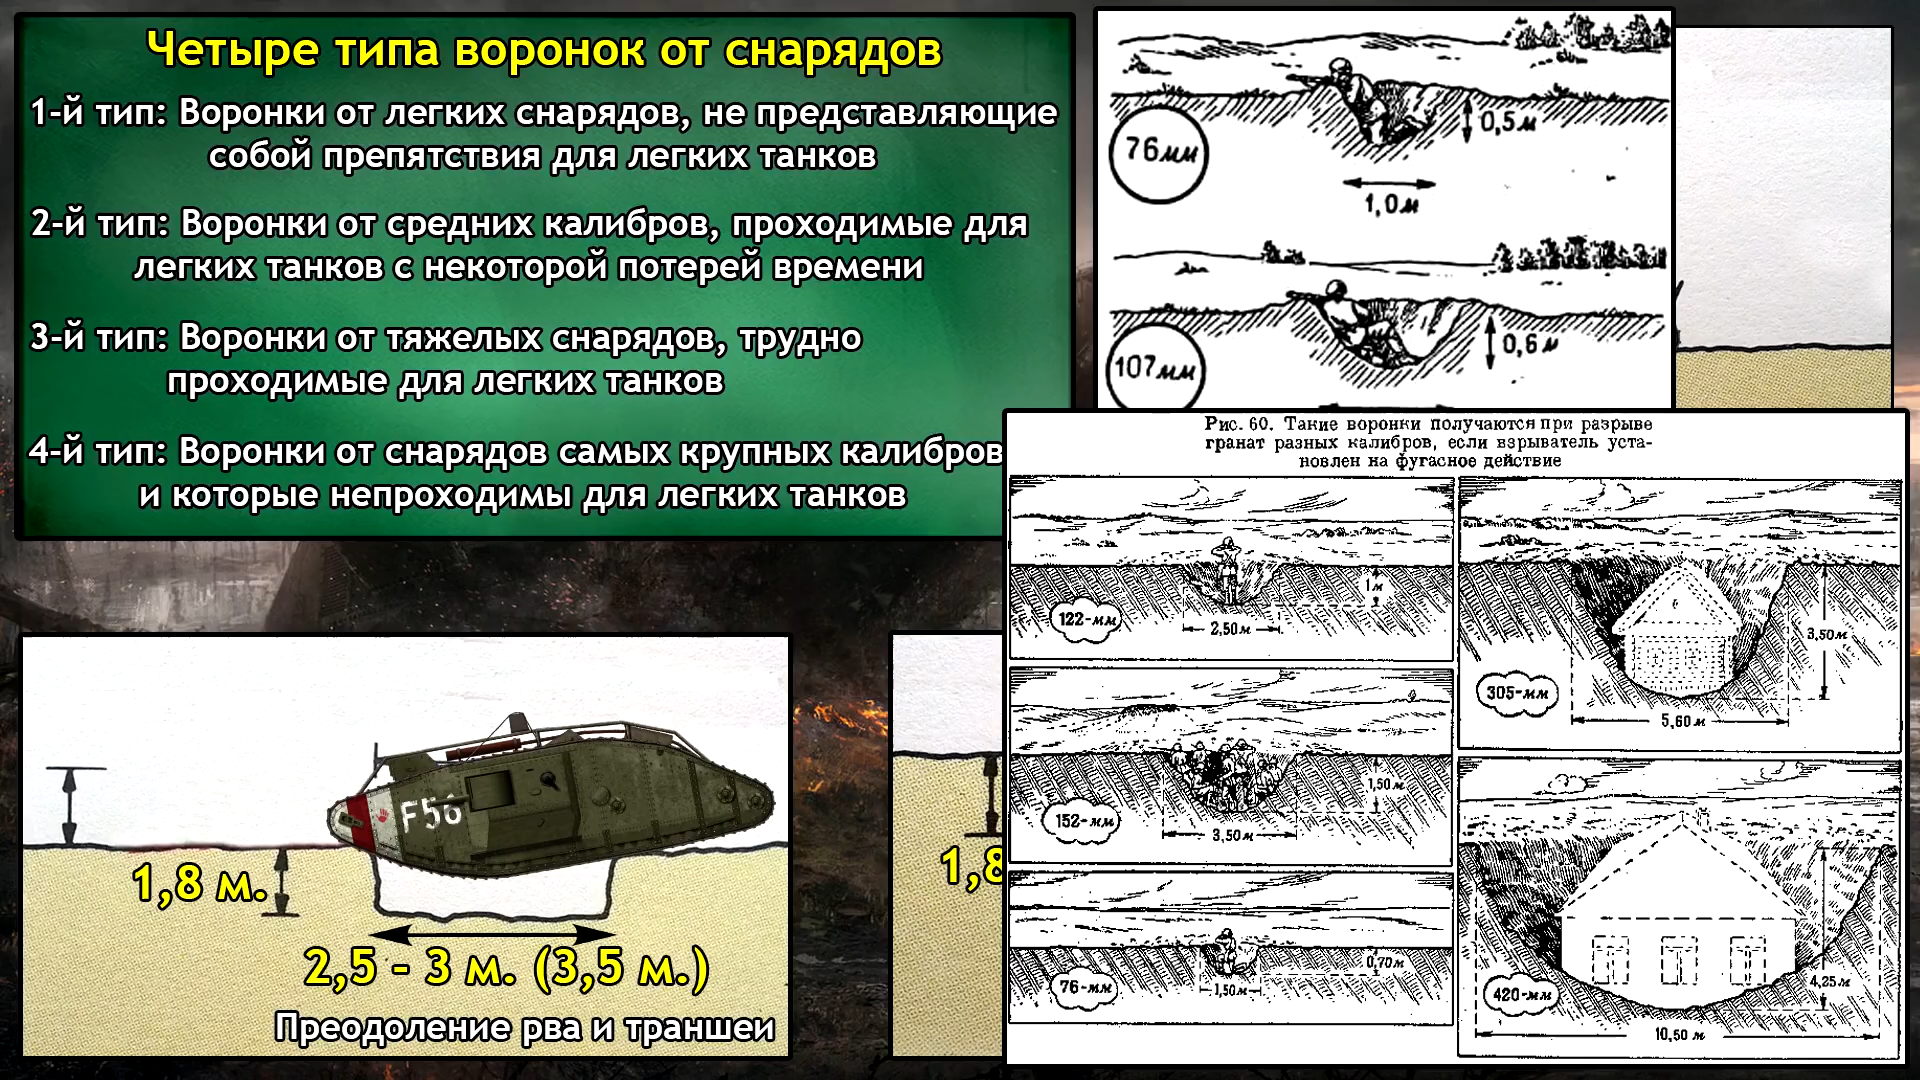 Четыре типа воронок от снарядов
1-й тип: Воронки от легких снарядов, не представляющие
собой препятствия для легких танков
2-й тип: Воронки от средних калибров, проходимые для
легких танков с некоторой потерей времени
3-й тип: Воронки от тяжелых снарядов, трудно
проходимые для легких танков
4-й тип: Воронки от снарядов самых крупных калибров
и которые непроходимы для легких танков
76мм
0,5м
1,0м
107мм
0,6м
Рис. 60. Такие воронки получаются при разрыве
гранат разных калибров, если взрыватель уста-
новлен на фугасное действие
122-мм
1м
2,50м
152-мм
1,50м
3,50м
76-мм
0,70м
1,50м
305-мм
3,50м
5,60 м
420-мм
4,25м
10,50 м
F56
1,8 м.
2,5 - 3 м. (3,5 м.)
Преодоление рва и траншеи
1,8